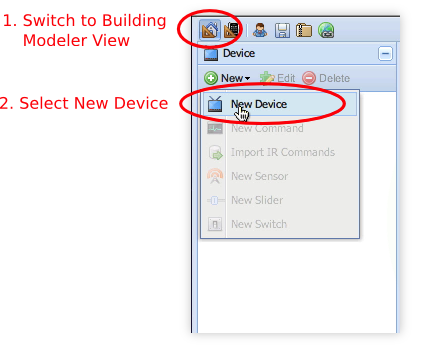 1. Switch to Building
Modeler View
Device
New Edit Delete
2. Select New Device
New Device
New Command
Import IR Commands
New Sensor
New Slider
New Switch